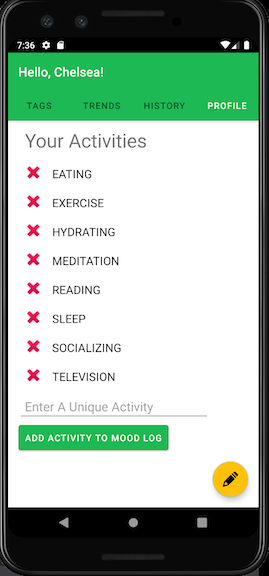 7:36
Hello, Chelsea!
TAGS TRENDS HISTORY PROFILE
Your Activities
EATING
EXERCISE
HYDRATING
MEDITATION
READING
SLEEP
SOCIALIZING
TELEVISION
Enter A Unique Activity
ADD ACTIVITY TO MOOD LOG